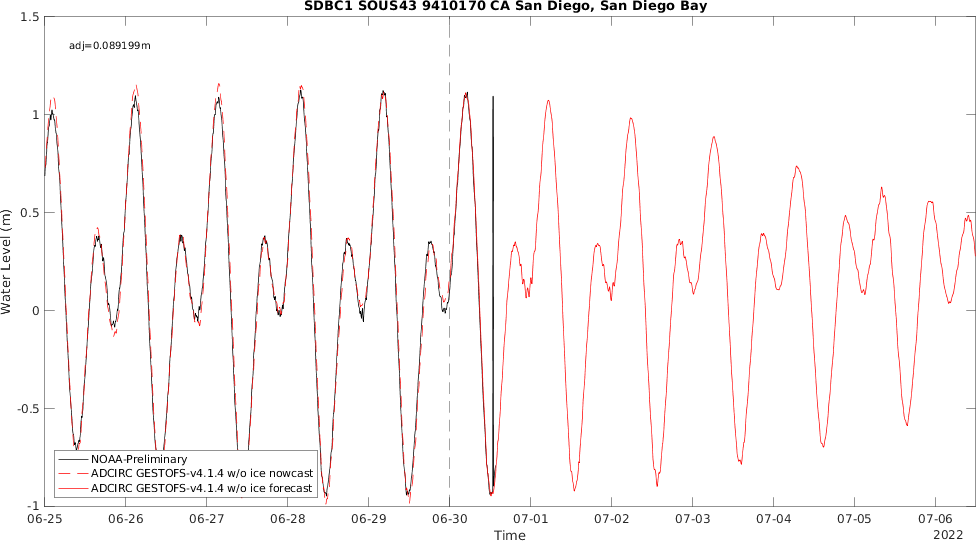 SDBC1 SOUS43 9410170 CA San Diego, San Diego Bay
1.5
adj=0.089199m
1
0.5
Water Level (m)
0
-0.5
NOAA-Preliminary
ADCIRC GESTOFS-v4.1.4 w/o ice nowcast
ADCIRC GESTOFS-v4.1.4 w/o ice forecast
-1
06-25 06-26 06-27 06-28 06-29 06-30 07-01 07-02 07-03 07-04 07-05 07-06
Time
2022